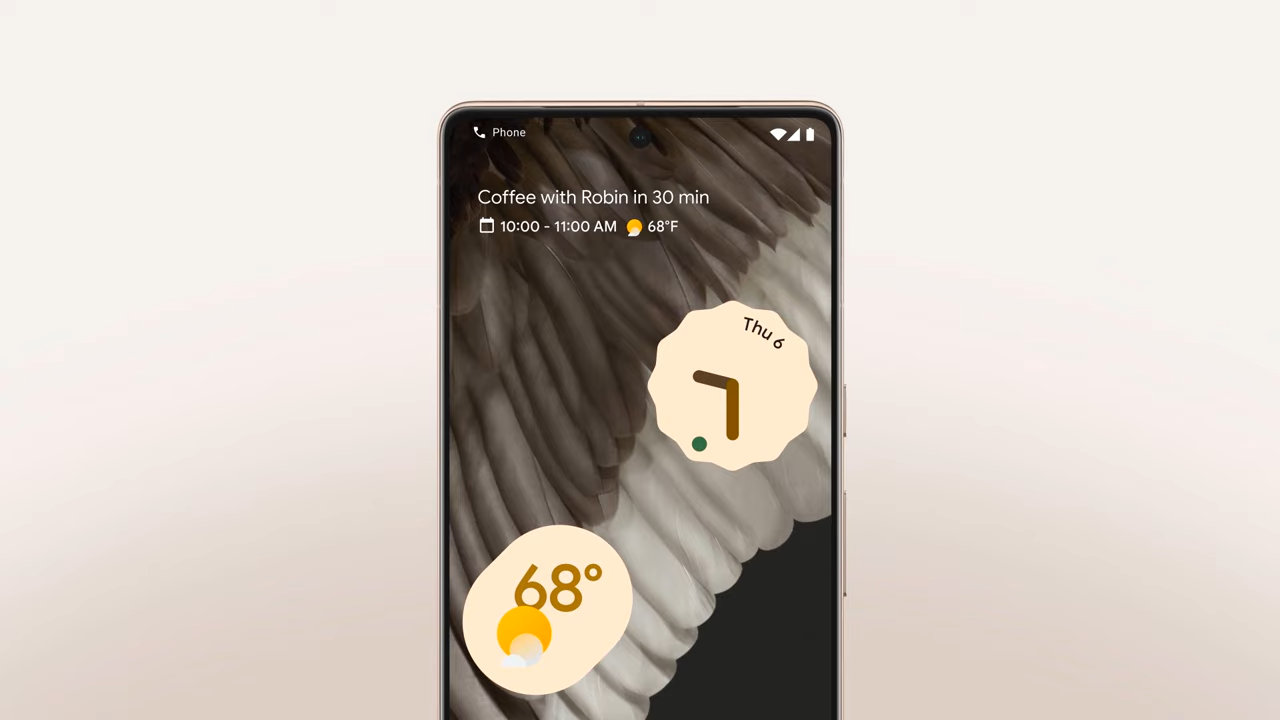 Phone
Coffee with Robin in 30 min
10:00 - 11:00 AM 68°F
Thu 6
68°